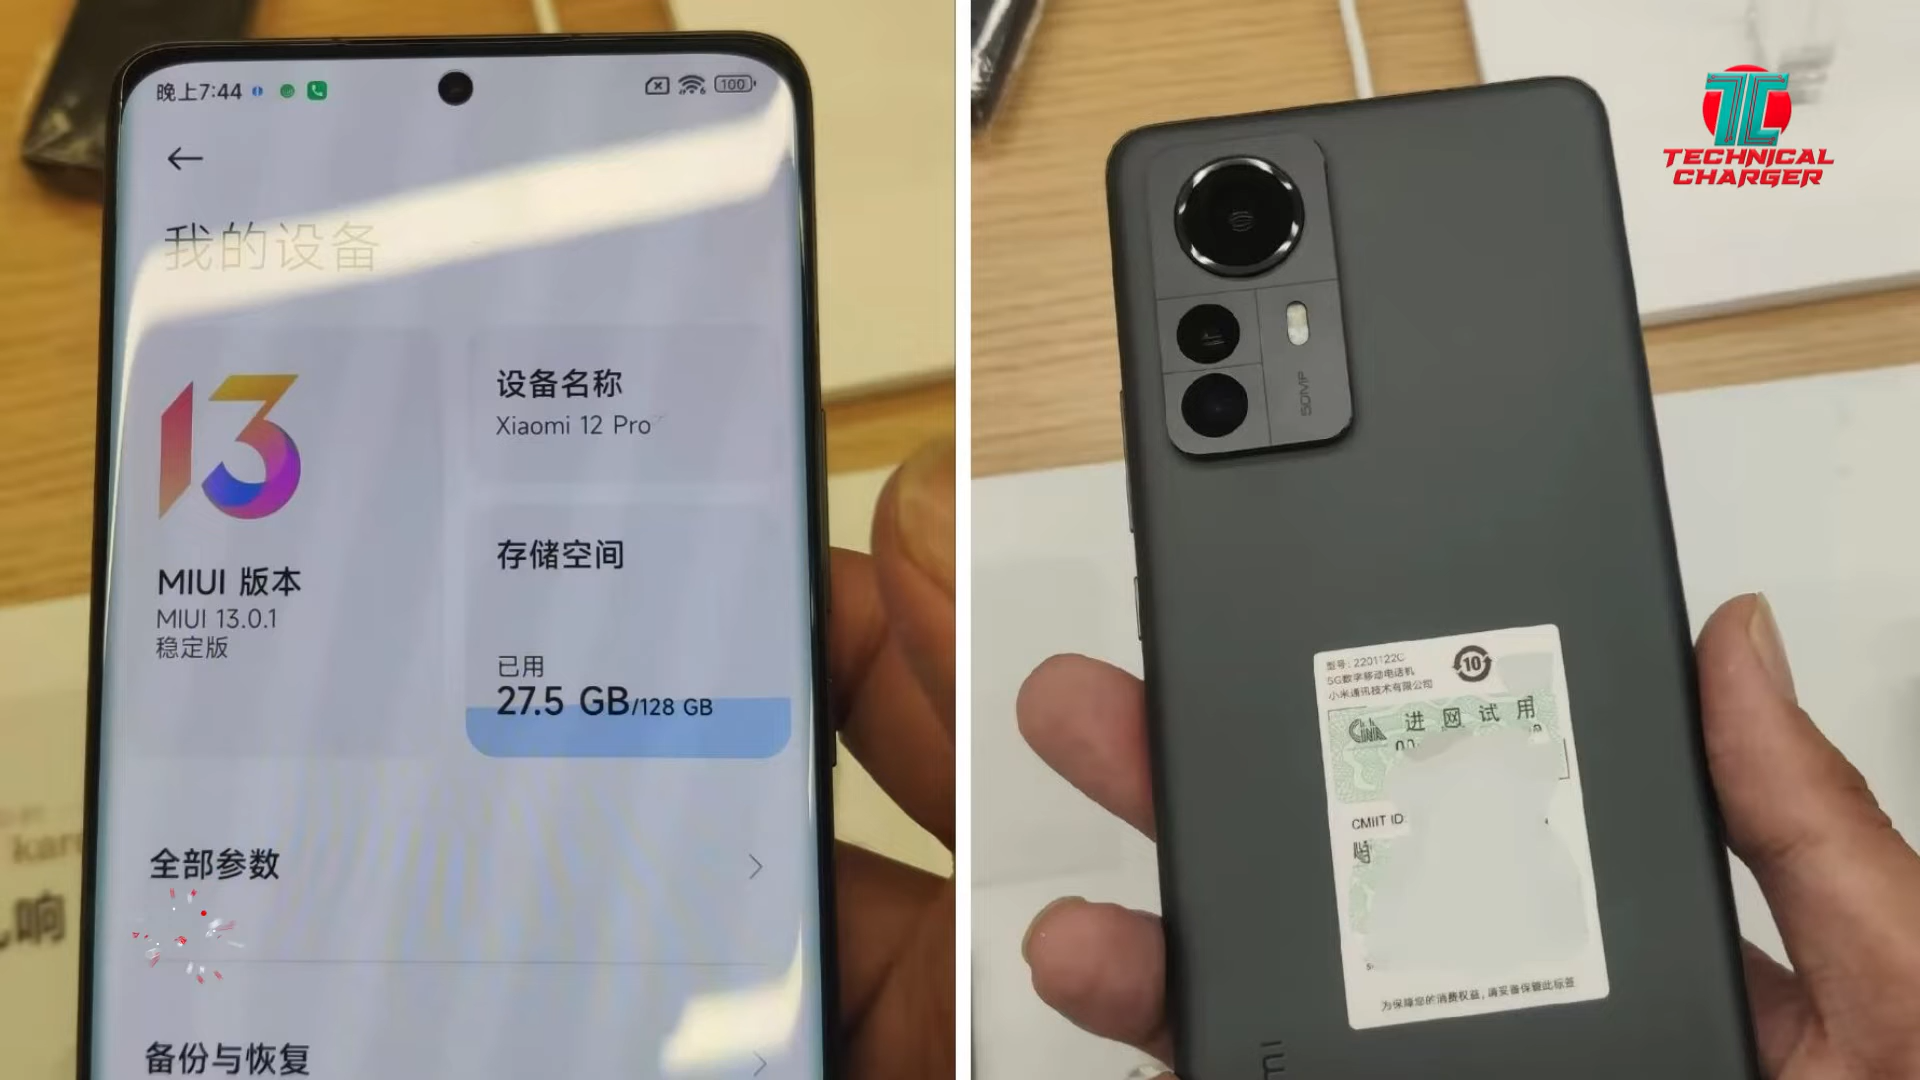 晚上7:44
100
我的设备
13
设备名称
Xiaomi 12 Pro
存储空间
MIUI 版本
MIUI 13.0.1
稳定版
已用
27.5 GB/128 GB
全部参数
备份与恢复
响
TC
TECHNICAL
CHARGER
50MP
型号: 2201122C
5G数字移动电话机
小米通讯技术有限公司
10
进 网 试 用
CMIIT ID:
为保障您的消费权益,请妥善保管此标签
mi